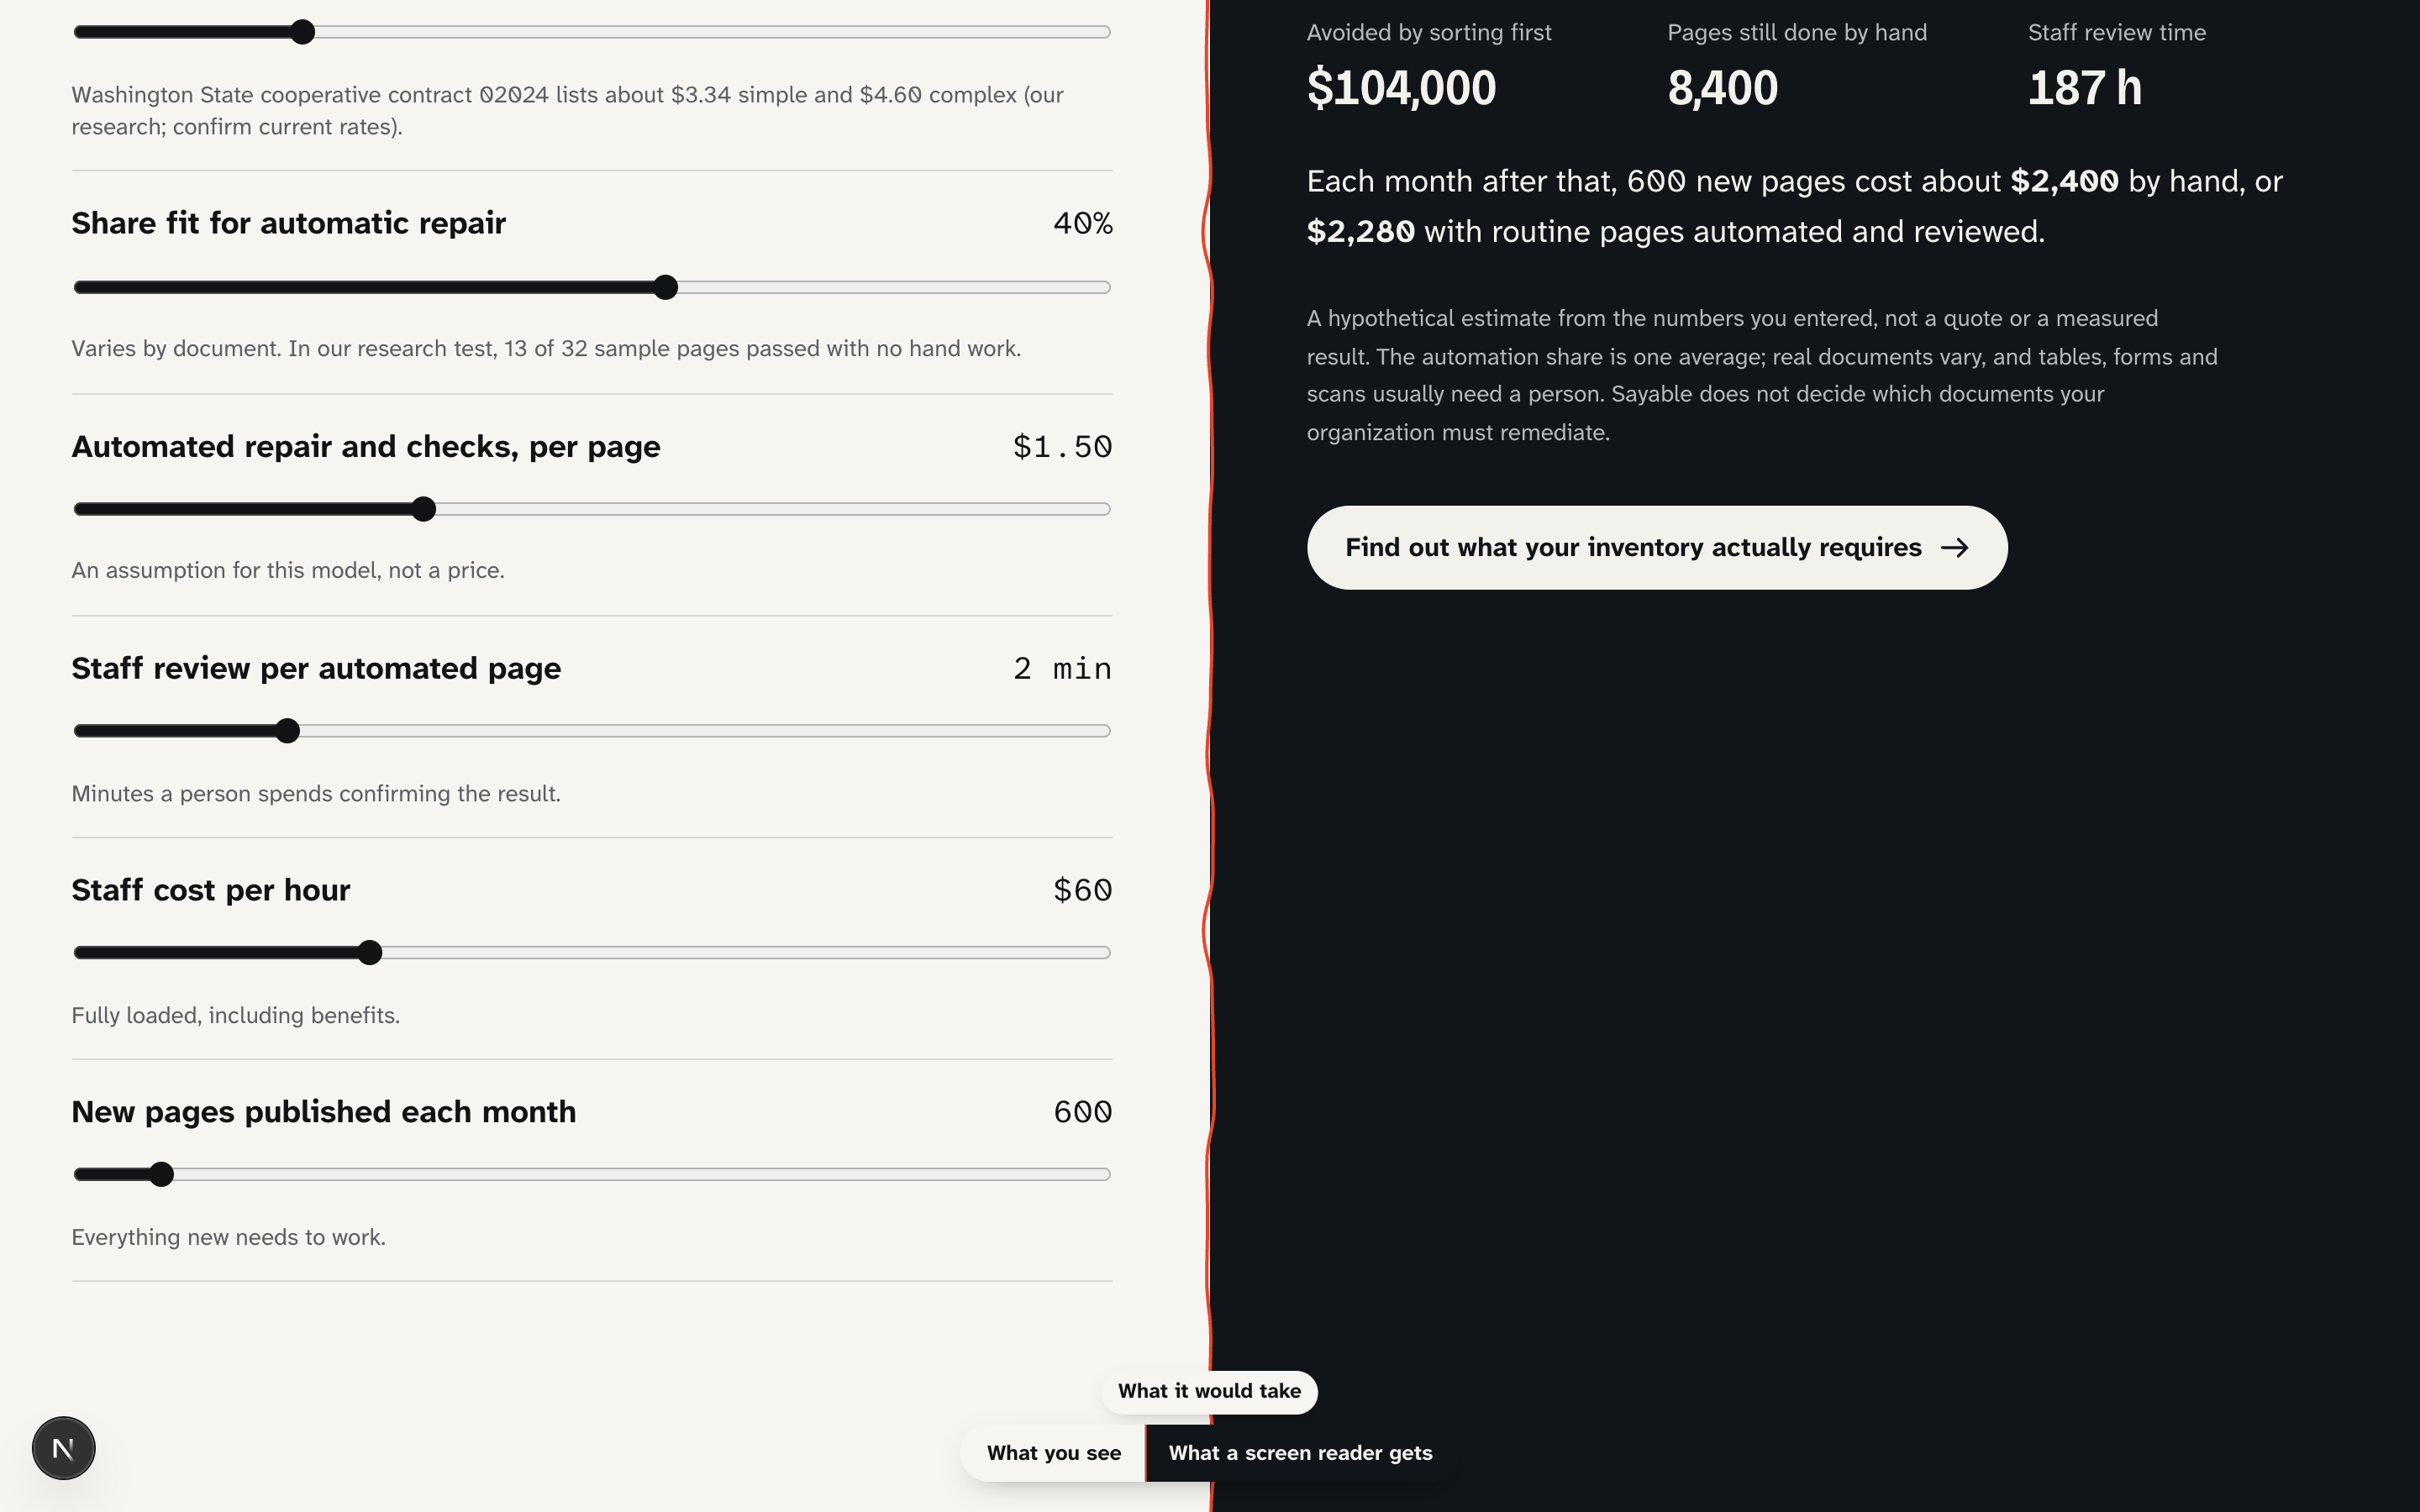 Washington State cooperative contract 02024 lists about $3.34 simple and $4.60 complex (our
research; confirm current rates).
Share fit for automatic repair
40%
Varies by document. In our research test, 13 of 32 sample pages passed with no hand work.
Automated repair and checks, per page
$1.50
An assumption for this model, not a price.
Staff review per automated page
2 min
Minutes a person spends confirming the result.
Staff cost per hour
$60
Fully loaded, including benefits.
New pages published each month
600
Everything new needs to work.
Avoided by sorting first
$104,000
Pages still done by hand
8,400
Staff review time
187 h
Each month after that, 600 new pages cost about $2,400 by hand, or
$2,280 with routine pages automated and reviewed.
A hypothetical estimate from the numbers you entered, not a quote or a measured
result. The automation share is one average; real documents vary, and tables, forms and
scans usually need a person. Sayable does not decide which documents your
organization must remediate.
Find out what your inventory actually requires →
What it would take
What you see
What a screen reader gets
N